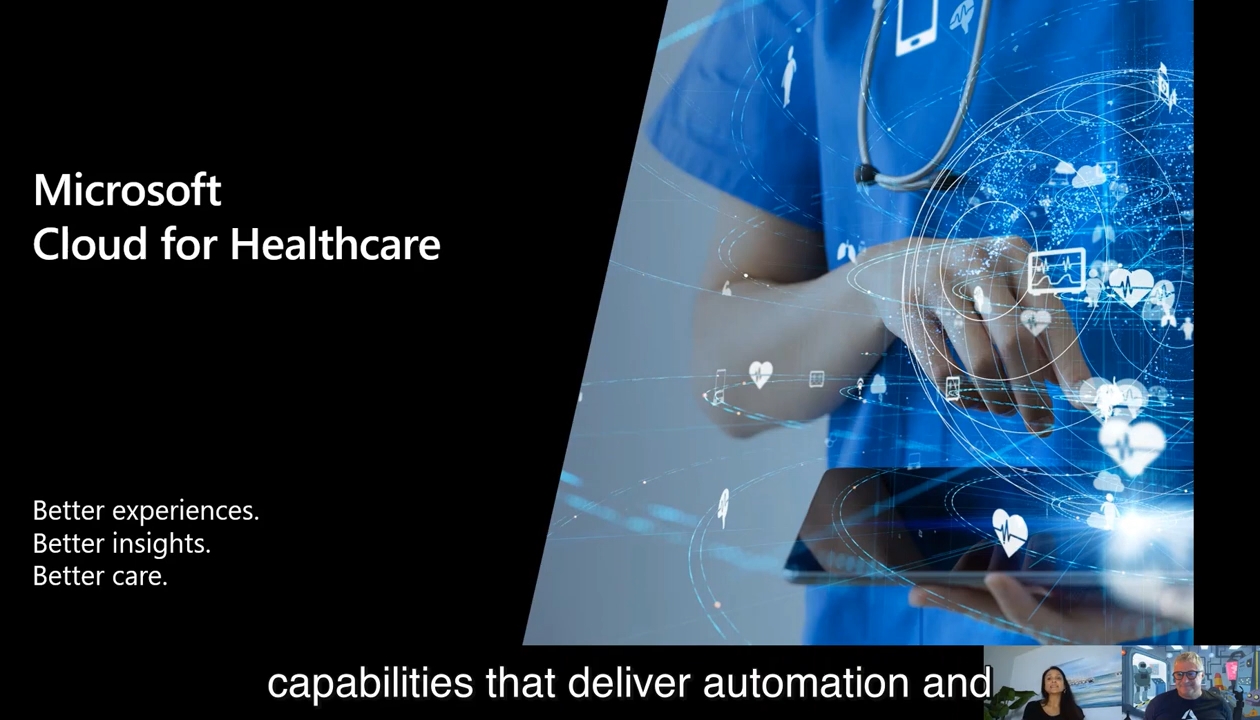 Microsoft
Cloud for Healthcare
Better experiences.
Better insights.
Better care.
capabilities that deliver automation and